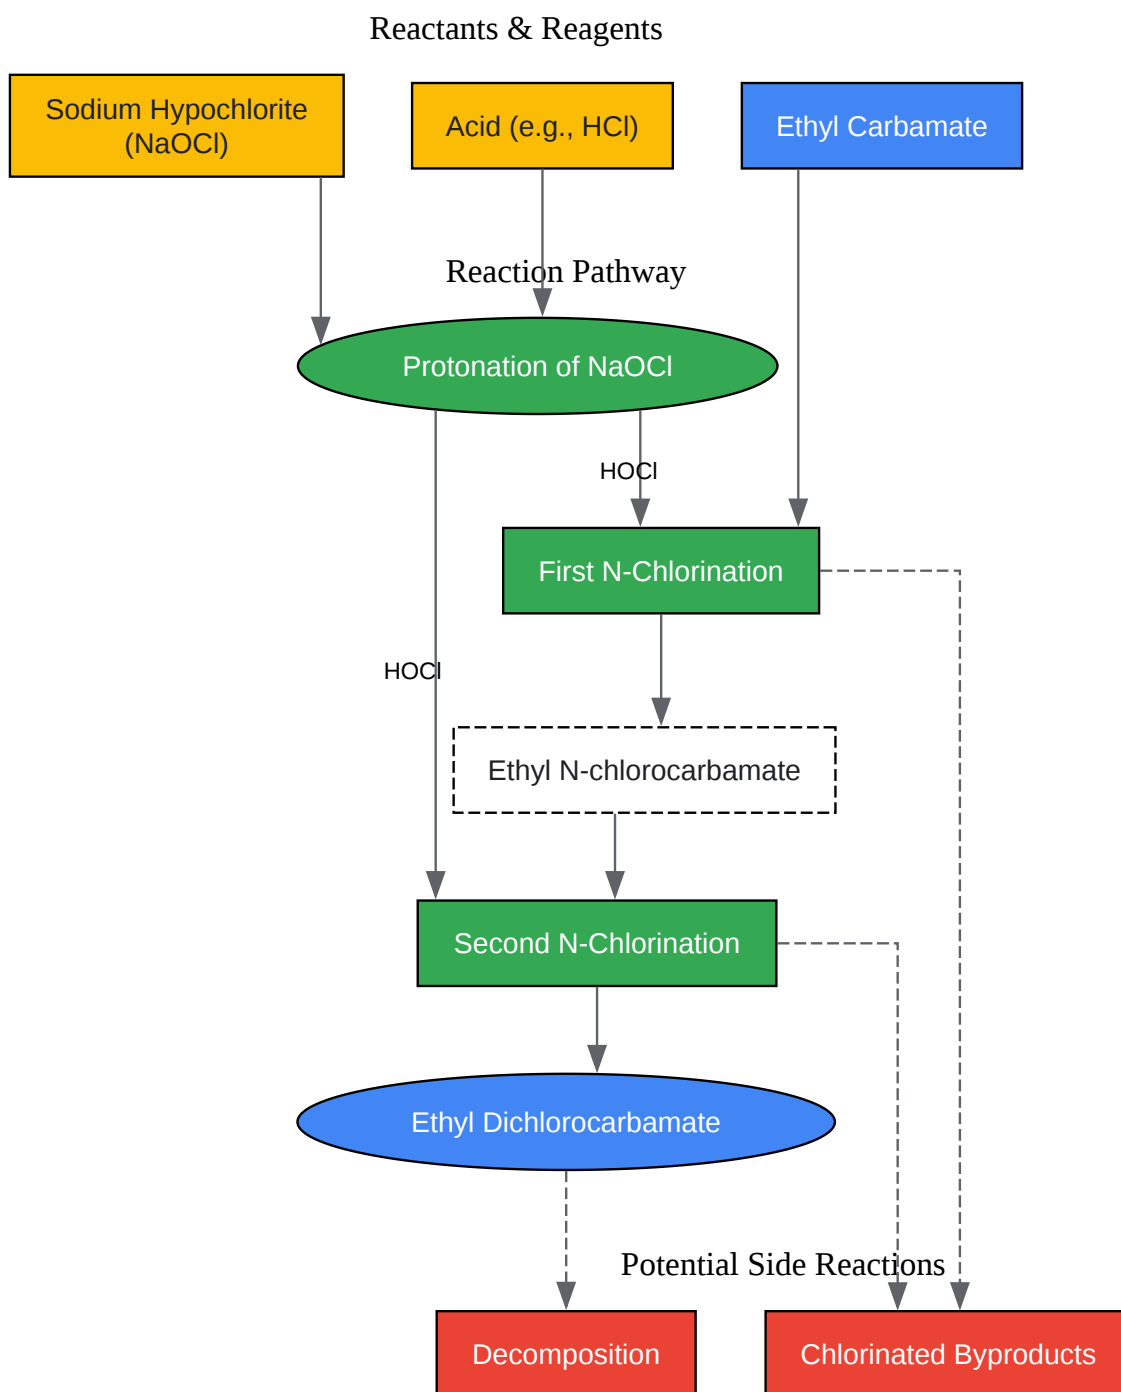 Reactants & Reagents
Sodium Hypochlorite
(NaOCl)
Acid (e.g., HCl)
Ethyl Carbamate
Reaction Pathway
Protonation of NaOCl
HOCl
First N-Chlorination
HOCl
Ethyl N-chlorocarbamate
Second N-Chlorination
Ethyl Dichlorocarbamate
Potential Side Reactions
Decomposition
Chlorinated Byproducts